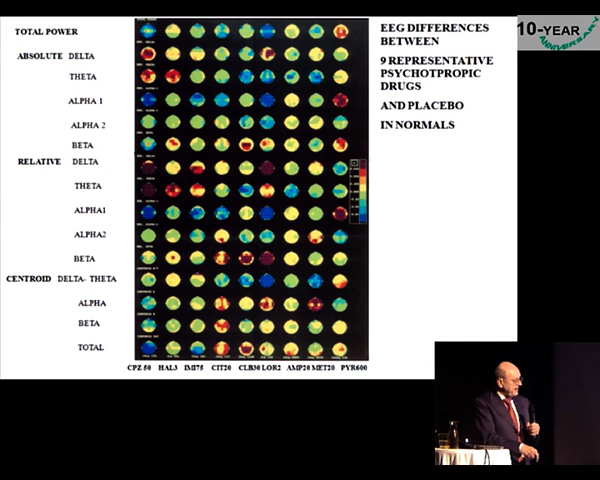 TOTAL POWER
ABSOLUTE DELTA
THETA
ALPHA 1
ALPHA 2
BETA
RELATIVE DELTA
THETA
ALPHA1
ALPHA2
BETA
CENTROID DELTA- THETA
ALPHA
BETA
TOTAL
CPZ 50 HAL3 IMI75 CIT20 CLB30 LOR2 AMP20 MET20 PYR600
EEG DIFFERENCES
BETWEEN
9 REPRESENTATIVE
PSYCHOTPROPIC
DRUGS
AND PLACEBO
IN NORMALS
10-YEAR
ANNIVERSARY